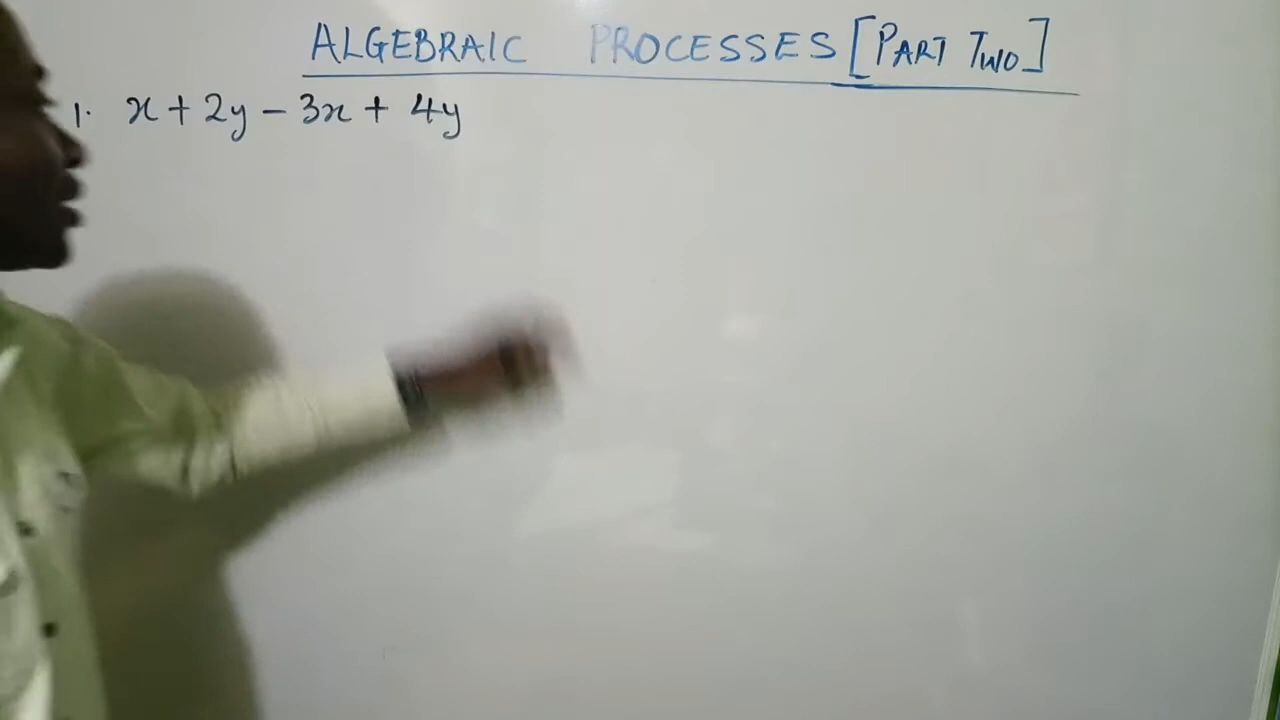 ALGEBRAIC PROCESSES [PART TWO]
1. x + 2y - 3x + 4y